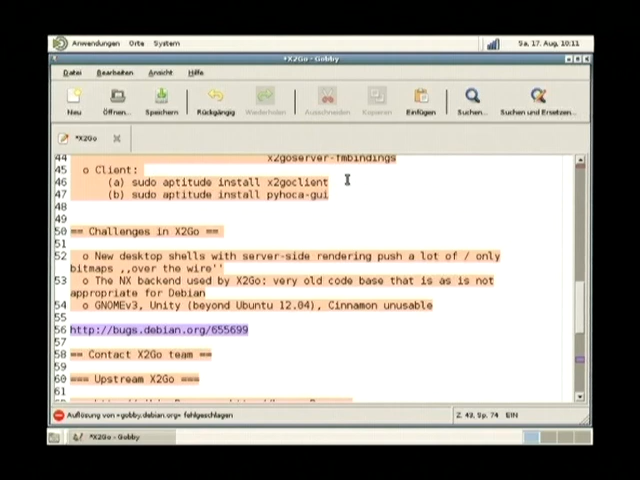 Anwendungen Orte System
Sa, 17. Aug, 10:11
*X2Go - Gobby
Datei Bearbeiten Ansicht Hilfe
Neu Öffnen... Speichern Rückgängig Wiederholen Ausschneiden Kopieren Einfügen Suchen... Suchen und Ersetzen...
*X2Go
44 x2goserver-fmbindings
45 o Client:
46 (a) sudo aptitude install x2goclient
47 (b) sudo aptitude install pyhoca-gui
48
49
50 == Challenges in X2Go ==
51
52 o New desktop shells with server-side rendering push a lot of / only
bitmaps ,,over the wire''
53 o The NX backend used by X2Go: very old code base that is as is not
appropriate for Debian
54 o GNOMEv3, Unity (beyond Ubuntu 12.04), Cinnamon unusable
55
56 http://bugs.debian.org/655699
57
58 == Contact X2Go team ==
59
60 === Upstream X2Go ===
61
Auflösung von «gobby.debian.org» fehlgeschlagen
EIN
*X2Go - Gobby